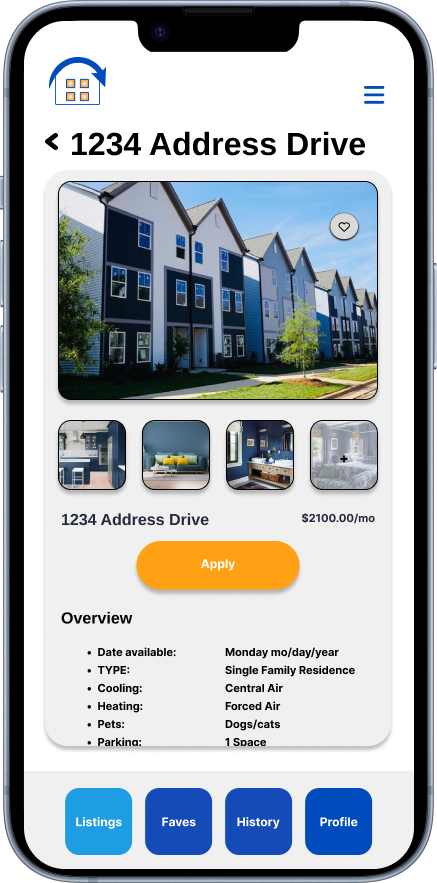 1234 Address Drive
1234 Address Drive
$2100.00/mo
Apply
Overview
• Date available: Monday mo/day/year
• TYPE: Single Family Residence
• Cooling: Central Air
• Heating: Forced Air
• Pets: Dogs/cats
• Parking: 1 Space
Listings Faves History Profile